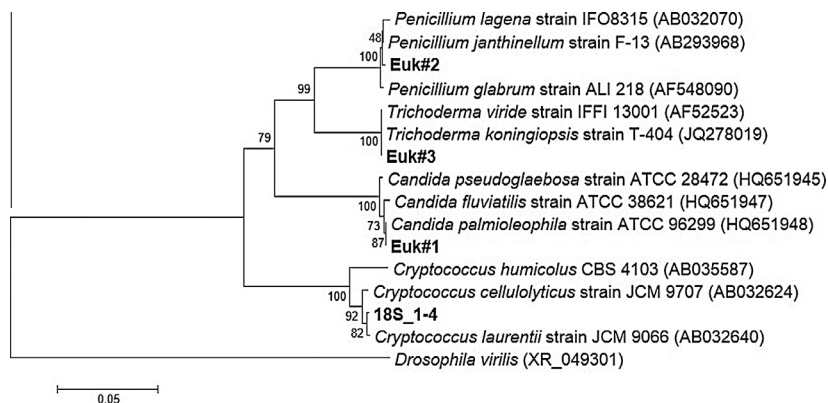 Penicillium lagena strain IFO8315 (AB032070)
48
Penicillium janthinellum strain F-13 (AB293968)
100
Euk#2
99
Penicillium glabrum strain ALI 218 (AF548090)
Trichoderma viride strain IFFI 13001 (AF52523)
79
100
Trichoderma koningiopsis strain T-404 (JQ278019)
Euk#3
Candida pseudoglaebosa strain ATCC 28472 (HQ651945)
100
Candida fluviatilis strain ATCC 38621 (HQ651947)
73
Candida palmioleophila strain ATCC 96299 (HQ651948)
87
Euk#1
Cryptococcus humicolus CBS 4103 (AB035587)
100
Cryptococcus cellulolyticus strain JCM 9707 (AB032624)
92
18S_1-4
82
Cryptococcus laurentii strain JCM 9066 (AB032640)
Drosophila virilis (XR_049301)
0.05